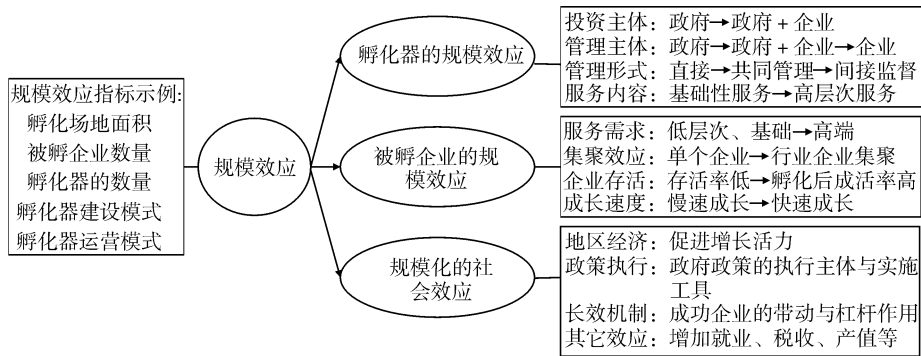 规模效应指标示例:
孵化场地面积
被孵企业数量
孵化器的数量
孵化器建设模式
孵化器运营模式
规模效应
孵化器的规模效应
投资主体：政府→政府+企业
管理主体：政府→政府+企业→企业
管理形式：直接→共同管理→间接监督
服务内容：基础性服务→高层次服务
被孵企业的规
模效应
服务需求：低层次、基础→高端
集聚效应：单个企业→行业企业集聚
企业存活：存活率低→孵化后成活率高
成长速度：慢速成长→快速成长
规模化的社
会效应
地区经济：促进增长活力
政策执行：政府政策的执行主体与实施
工具
长效机制：成功企业的带动与杠杆作用
其它效应：增加就业、税收、产值等